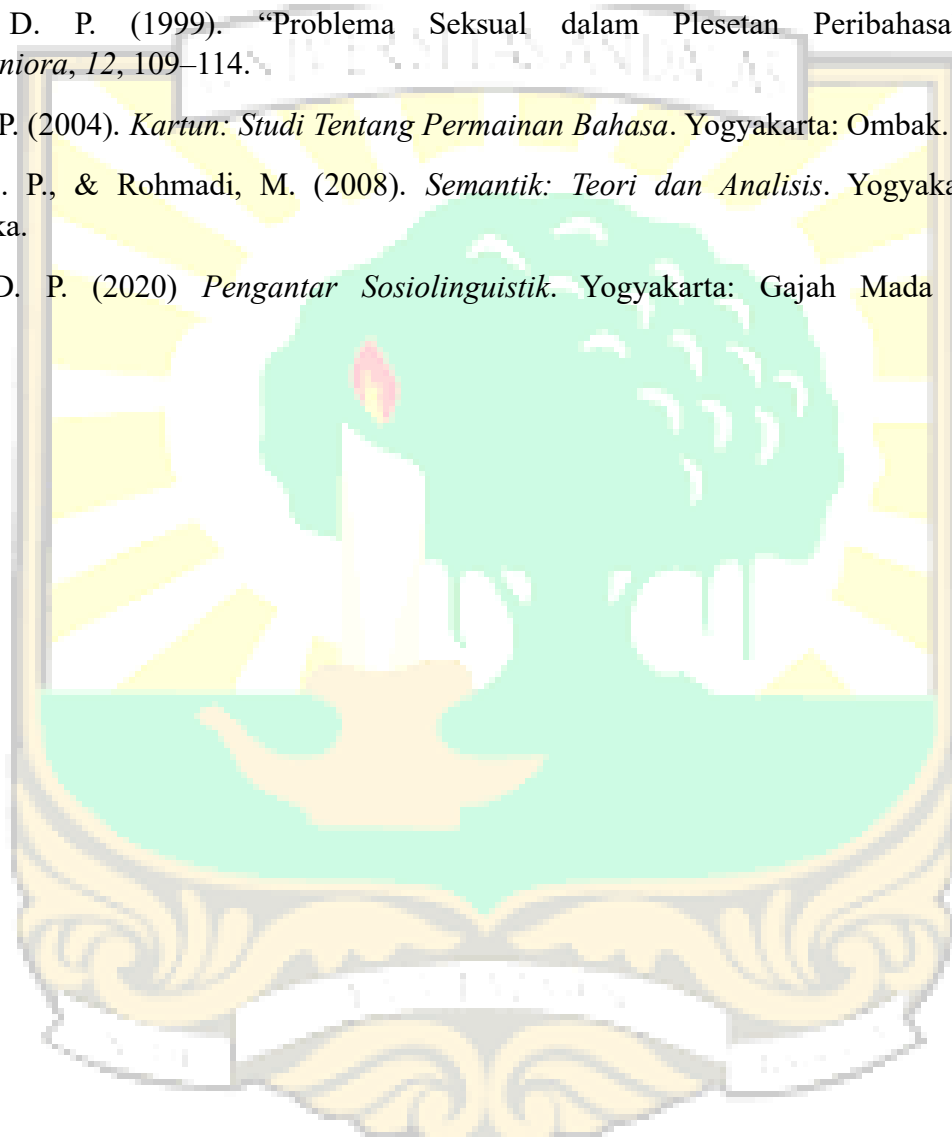 D. P. (1999). “Problema Seksual dalam Plesetan Peribahasa
niora, 12, 109–114.
P. (2004). Kartun: Studi Tentang Permainan Bahasa. Yogyakarta: Ombak.
. P., & Rohmadi, M. (2008). Semantik: Teori dan Analisis. Yogyaka
ka.
D. P. (2020) Pengantar Sosiolinguistik. Yogyakarta: Gajah Mada